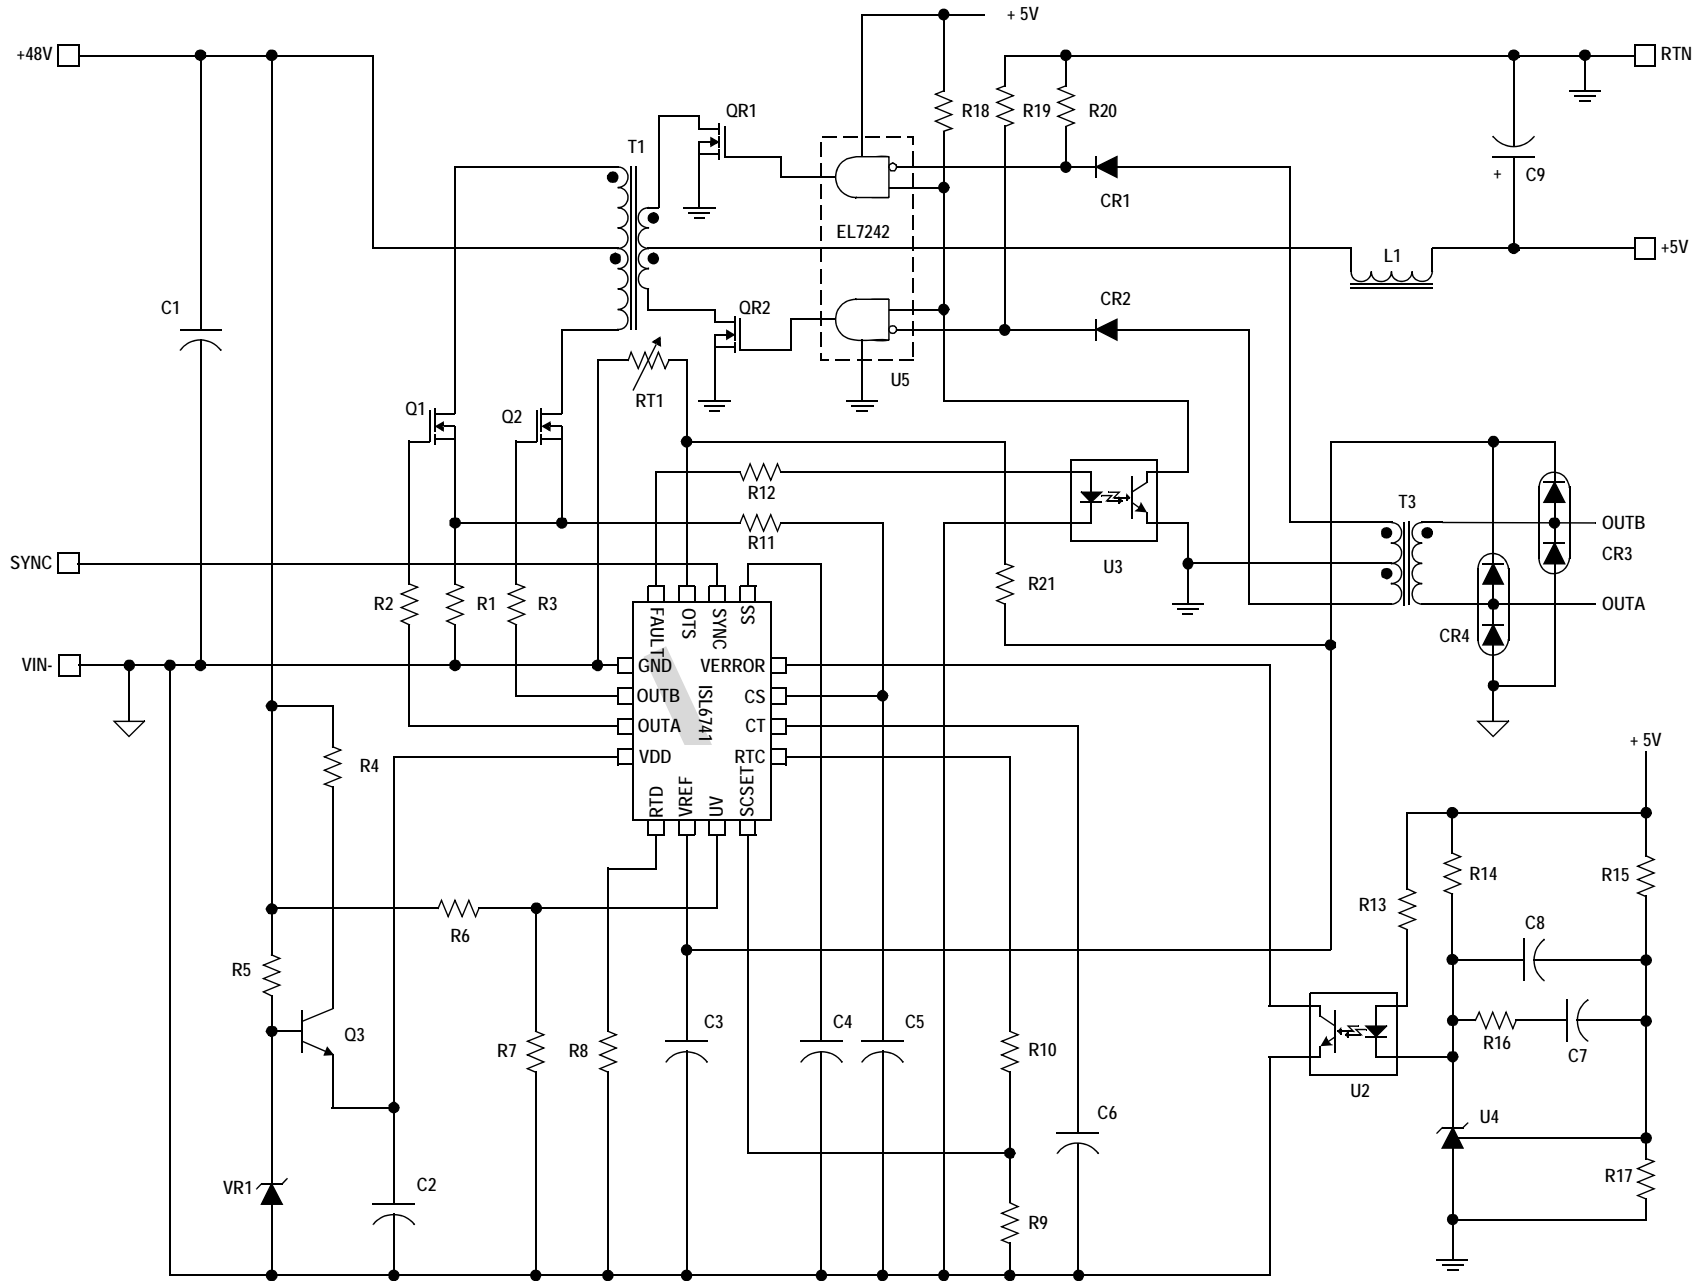 + 5V
+48V
RTN
QR1
R18
R19
R20
T1
C9
+
CR1
EL7242
+5V
L1
C1
CR2
QR2
U5
RT1
Q1
Q2
R12
T3
OUTB
R11
CR3
SYNC
U3
R21
R2
R1
R3
OUTA
FAULT
OTS
SYNC
SS
CR4
VIN-
GND
VERROR
OUTB
CS
ISL6741
OUTA
CT
+ 5V
VDD
RTC
R4
RTD
VREF
UV
SCSET
R14
R15
R13
R6
C8
R5
C3
C4
C5
Q3
R7
R8
R10
R16
C7
U2
C6
U4
R17
VR1
C2
R9